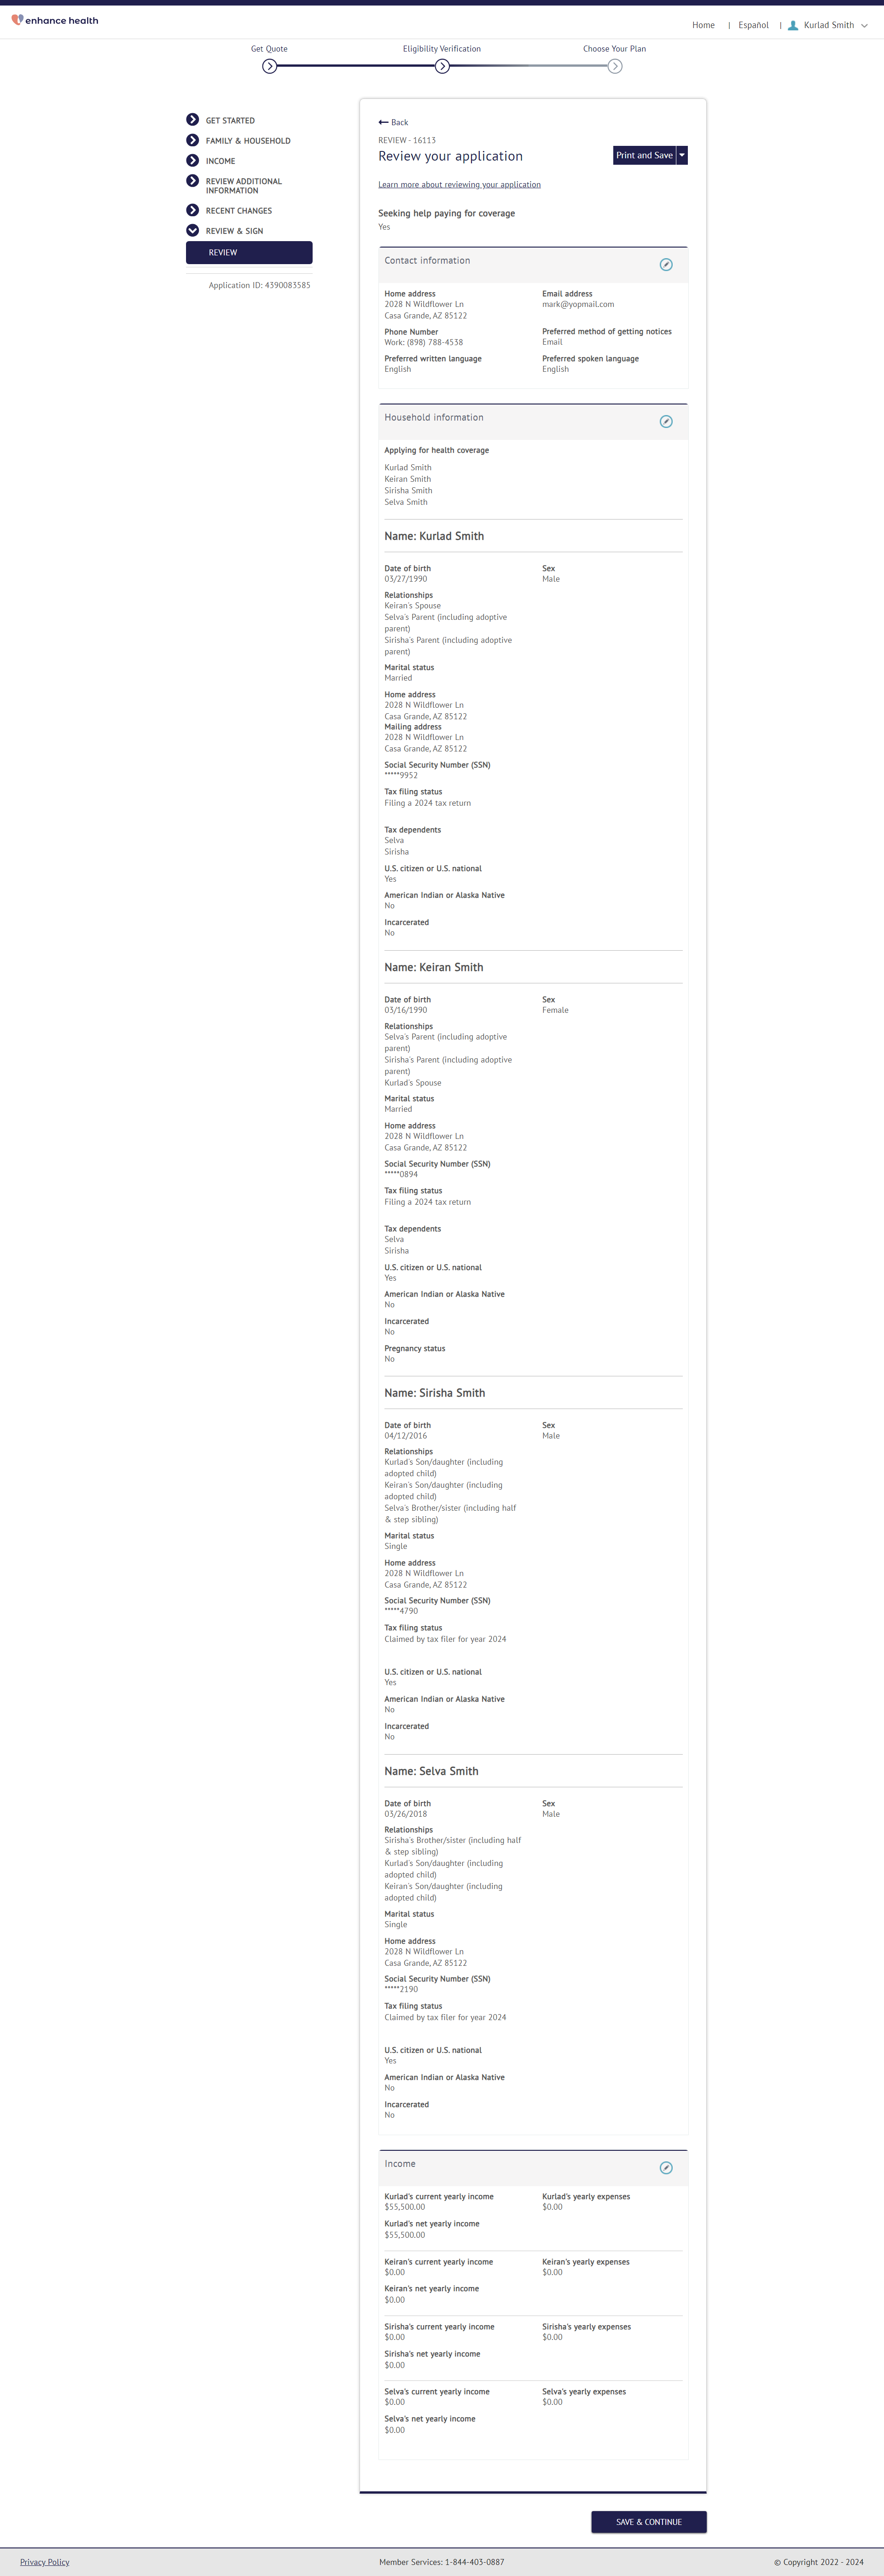 enhance health
Home | Español | Kurlad Smith
Get Quote
Eligibility Verification
Choose Your Plan
GET STARTED
FAMILY & HOUSEHOLD
INCOME
REVIEW ADDITIONAL
INFORMATION
RECENT CHANGES
REVIEW & SIGN
REVIEW
Application ID: 4390083585
Back
REVIEW - 16113
Review your application
Print and Save
Learn more about reviewing your application
Seeking help paying for coverage
Yes
Contact information
Home address
2028 N Wildflower Ln
Casa Grande, AZ 85122
Email address
mark@yopmail.com
Phone Number
Work: (898) 788-4538
Preferred method of getting notices
Email
Preferred written language
English
Preferred spoken language
English
Household information
Applying for health coverage
Kurlad Smith
Keiran Smith
Sirisha Smith
Selva Smith
Name: Kurlad Smith
Date of birth
03/27/1990
Sex
Male
Relationships
Keiran's Spouse
Selva's Parent (including adoptive
parent)
Sirisha's Parent (including adoptive
parent)
Marital status
Married
Home address
2028 N Wildflower Ln
Casa Grande, AZ 85122
Mailing address
2028 N Wildflower Ln
Casa Grande, AZ 85122
Social Security Number (SSN)
*****9952
Tax filing status
Filing a 2024 tax return
Tax dependents
Selva
Sirisha
U.S. citizen or U.S. national
Yes
American Indian or Alaska Native
No
Incarcerated
No
Name: Keiran Smith
Date of birth
03/16/1990
Sex
Female
Relationships
Selva's Parent (including adoptive
parent)
Sirisha's Parent (including adoptive
parent)
Kurlad's Spouse
Marital status
Married
Home address
2028 N Wildflower Ln
Casa Grande, AZ 85122
Social Security Number (SSN)
*****0894
Tax filing status
Filing a 2024 tax return
Tax dependents
Selva
Sirisha
U.S. citizen or U.S. national
Yes
American Indian or Alaska Native
No
Incarcerated
No
Pregnancy status
No
Name: Sirisha Smith
Date of birth
04/12/2016
Sex
Male
Relationships
Kurlad's Son/daughter (including
adopted child)
Keiran's Son/daughter (including
adopted child)
Selva's Brother/sister (including half
& step sibling)
Marital status
Single
Home address
2028 N Wildflower Ln
Casa Grande, AZ 85122
Social Security Number (SSN)
*****4790
Tax filing status
Claimed by tax filer for year 2024
U.S. citizen or U.S. national
Yes
American Indian or Alaska Native
No
Incarcerated
No
Name: Selva Smith
Date of birth
03/26/2018
Sex
Male
Relationships
Sirisha's Brother/sister (including half
& step sibling)
Kurlad's Son/daughter (including
adopted child)
Keiran's Son/daughter (including
adopted child)
Marital status
Single
Home address
2028 N Wildflower Ln
Casa Grande, AZ 85122
Social Security Number (SSN)
*****2190
Tax filing status
Claimed by tax filer for year 2024
U.S. citizen or U.S. national
Yes
American Indian or Alaska Native
No
Incarcerated
No
Income
Kurlad's current yearly income
$55,500.00
Kurlad's yearly expenses
$0.00
Kurlad's net yearly income
$55,500.00
Keiran's current yearly income
$0.00
Keiran's yearly expenses
$0.00
Keiran's net yearly income
$0.00
Sirisha's current yearly income
$0.00
Sirisha's yearly expenses
$0.00
Sirisha's net yearly income
$0.00
Selva's current yearly income
$0.00
Selva's yearly expenses
$0.00
Selva's net yearly income
$0.00
SAVE & CONTINUE
Privacy Policy
Member Services: 1-844-403-0887
© Copyright 2022 - 2024